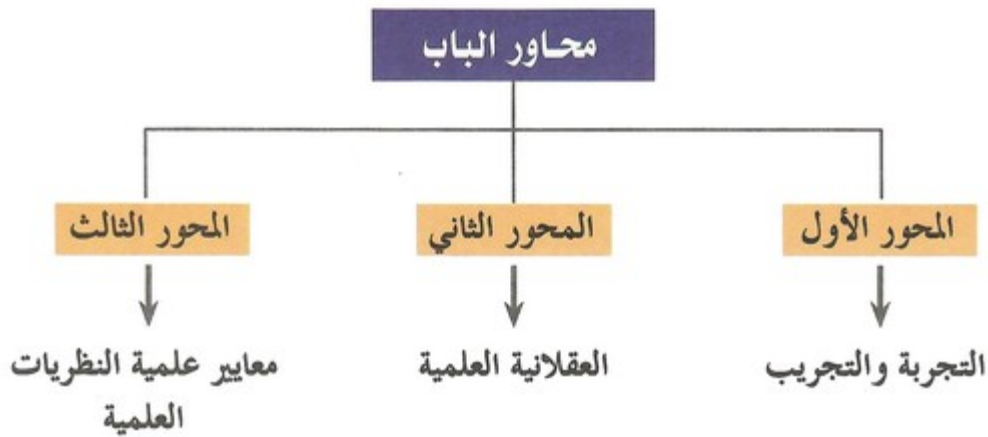 محاور الباب
المحور الأول
المحور الثاني
المحور الثالث
التجربة والتجريب
العقلانية العلمية
معايير علمية النظريات
العلمية